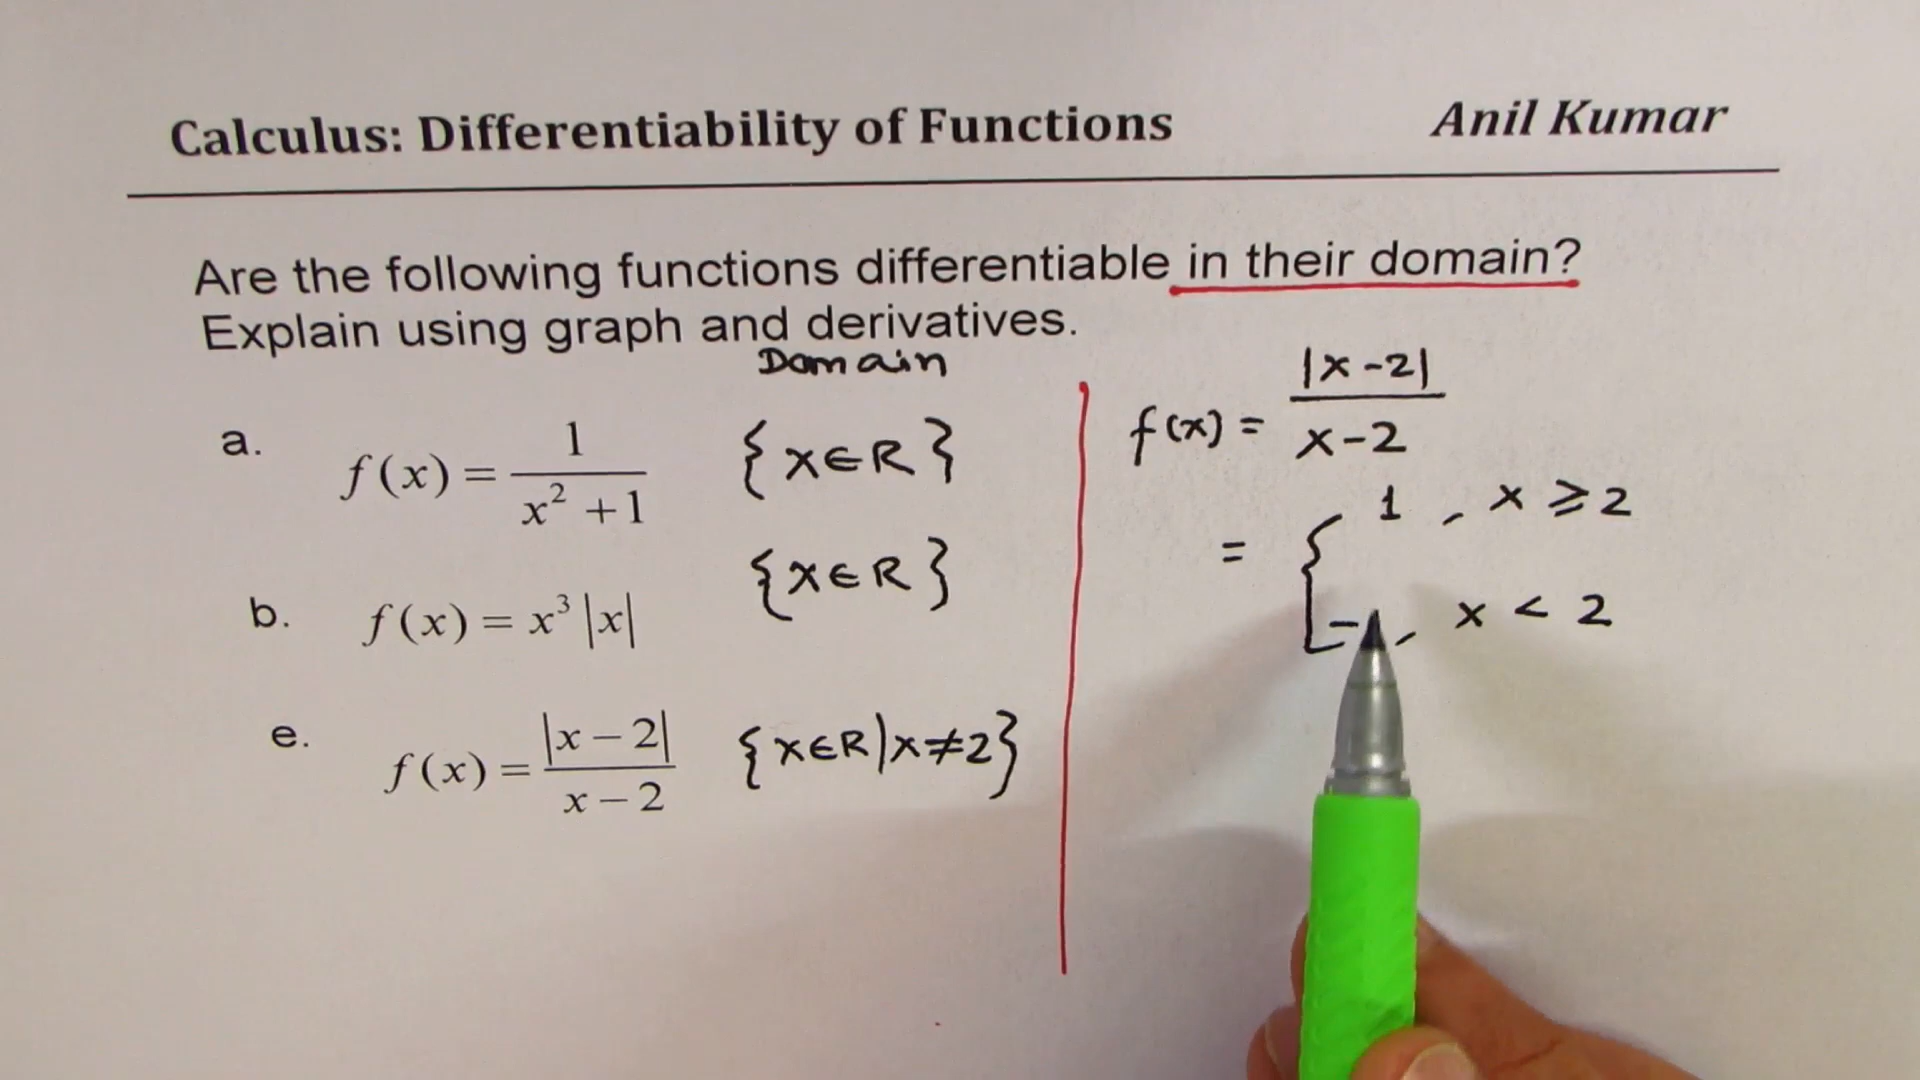 Calculus: Differentiability of Functions Anil Kumar
Are the following functions differentiable in their domain?
Explain using graph and derivatives.
Domain
a. f(x) = 1/(x² + 1) {x∈R}
b. f(x) = x³|x| {x∈R}
e. f(x) = |x − 2|/(x − 2) {x∈R|x≠2}
f(x) = |x-2|/(x-2)
= { 1 , x ⩾ 2
-1, x < 2